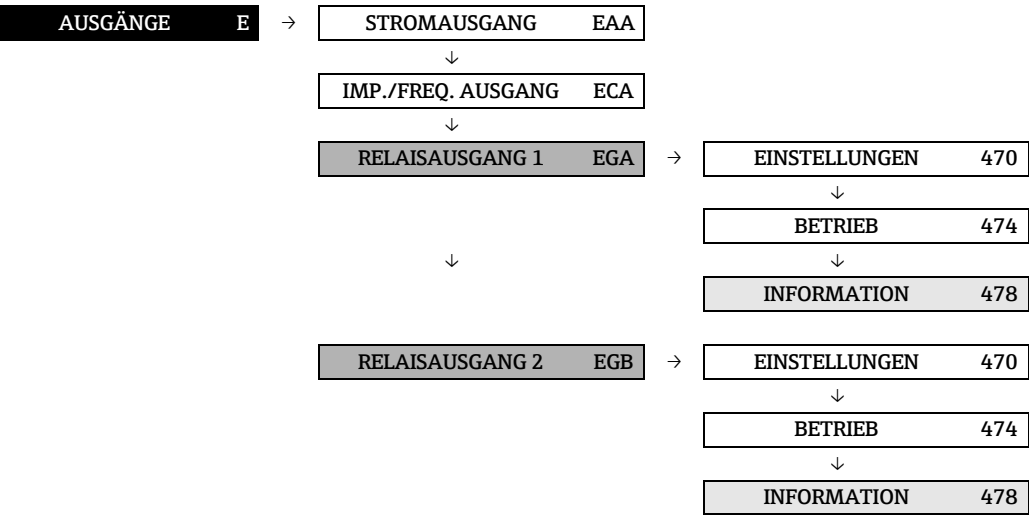 AUSGÄNGE E → STROMAUSGANG EAA
↓
IMP./FREQ. AUSGANG ECA
↓
RELAISAUSGANG 1 EGA → EINSTELLUNGEN 470
↓
BETRIEB 474
↓ ↓
INFORMATION 478
RELAISAUSGANG 2 EGB → EINSTELLUNGEN 470
↓
BETRIEB 474
↓
INFORMATION 478